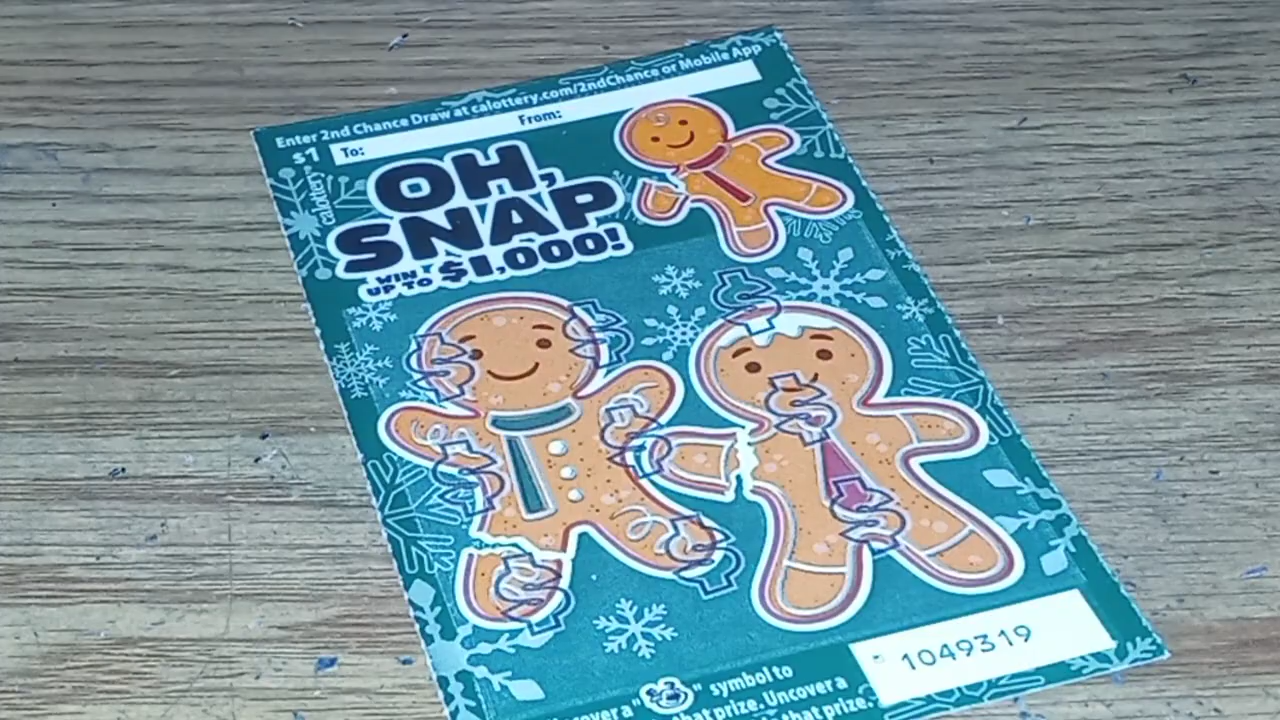 Enter 2nd Chance Draw at calottery.com/2ndChance or Mobile App
$1 To: From:
calottery
OH,
SNAP
WIN UP TO $1,000!
1049319
" symbol to
that prize. Uncover a
that prize.